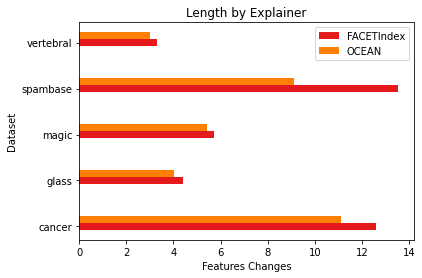 Length by Explainer
FACETIndex
OCEAN
vertebral
spambase
magic
glass
cancer
Dataset
0 2 4 6 8 10 12 14
Features Changes